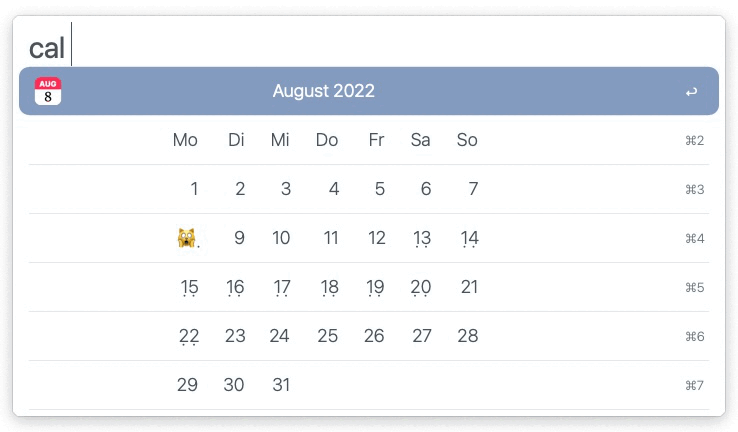 cal
AUG
8
August 2022 ↩
Mo Di Mi Do Fr Sa So ⌘2
1 2 3 4 5 6 7 ⌘3
🙀 9 10 11 12 13 14 ⌘4
15 16 17 18 19 20 21 ⌘5
22 23 24 25 26 27 28 ⌘6
29 30 31 ⌘7